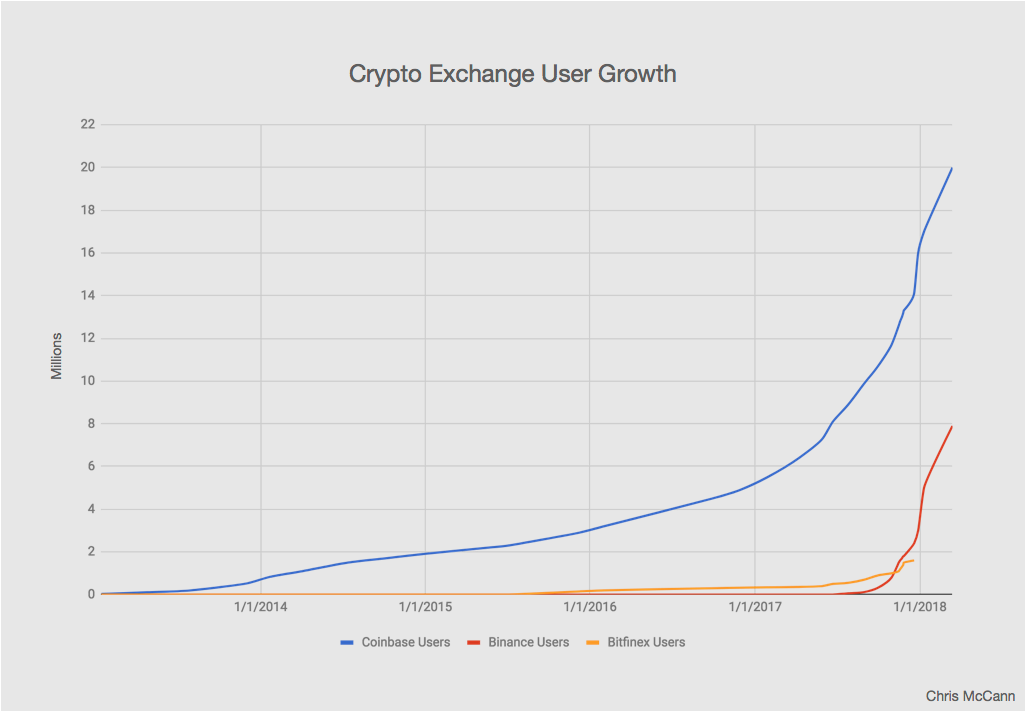 Crypto Exchange User Growth
22
20
18
16
14
12
10
8
6
4
2
0
Millions
1/1/2014 1/1/2015 1/1/2016 1/1/2017 1/1/2018
Coinbase Users Binance Users Bitfinex Users
Chris McCann